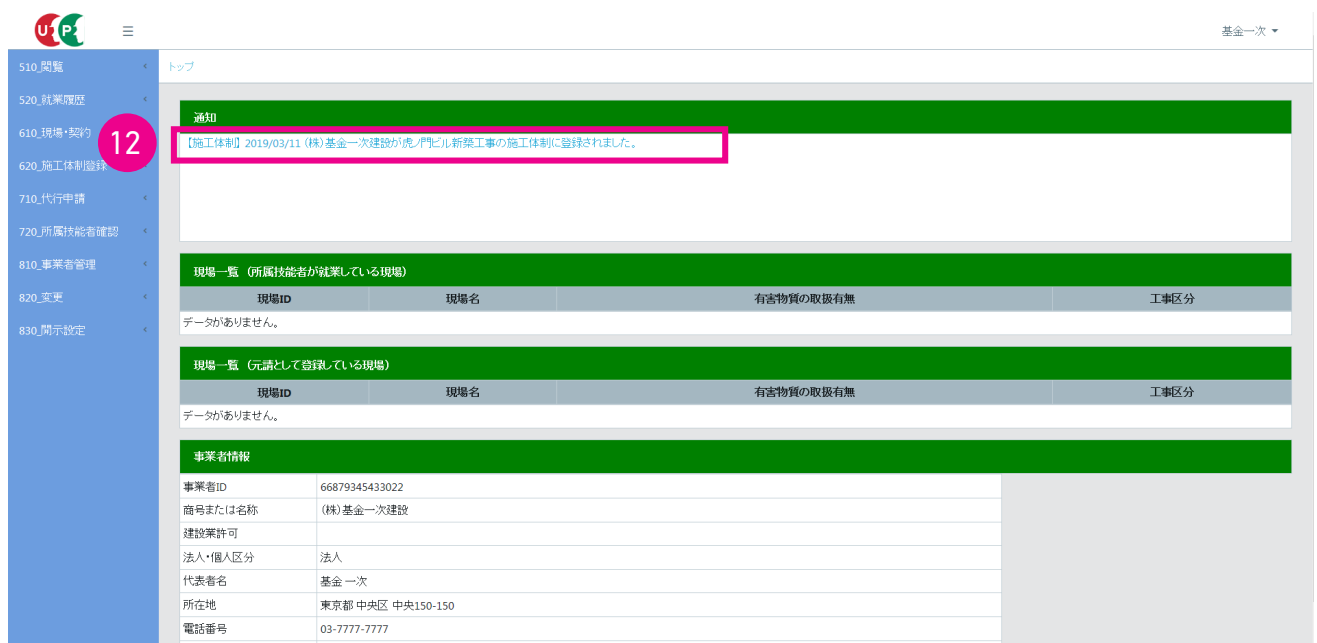 U P
☰
基金一次
510_閲覧
520_就業履歴
610_現場・契約
620_施工体制登録
710_代行申請
720_所属技能者確認
810_事業者管理
820_変更
830_開示設定
12
トップ
通知
【施工体制】 2019/03/11 (株)基金一次建設が虎ノ門ビル新築工事の施工体制に登録されました。
現場一覧 (所属技能者が就業している現場)
現場ID 現場名 有害物質の取扱有無 工事区分
データがありません。
現場一覧 (元請として登録している現場)
現場ID 現場名 有害物質の取扱有無 工事区分
データがありません。
事業者情報
事業者ID 66879345433022
商号または名称 (株)基金一次建設
建設業許可
法人・個人区分 法人
代表者名 基金 一次
所在地 東京都 中央区 中央150-150
電話番号 03-7777-7777